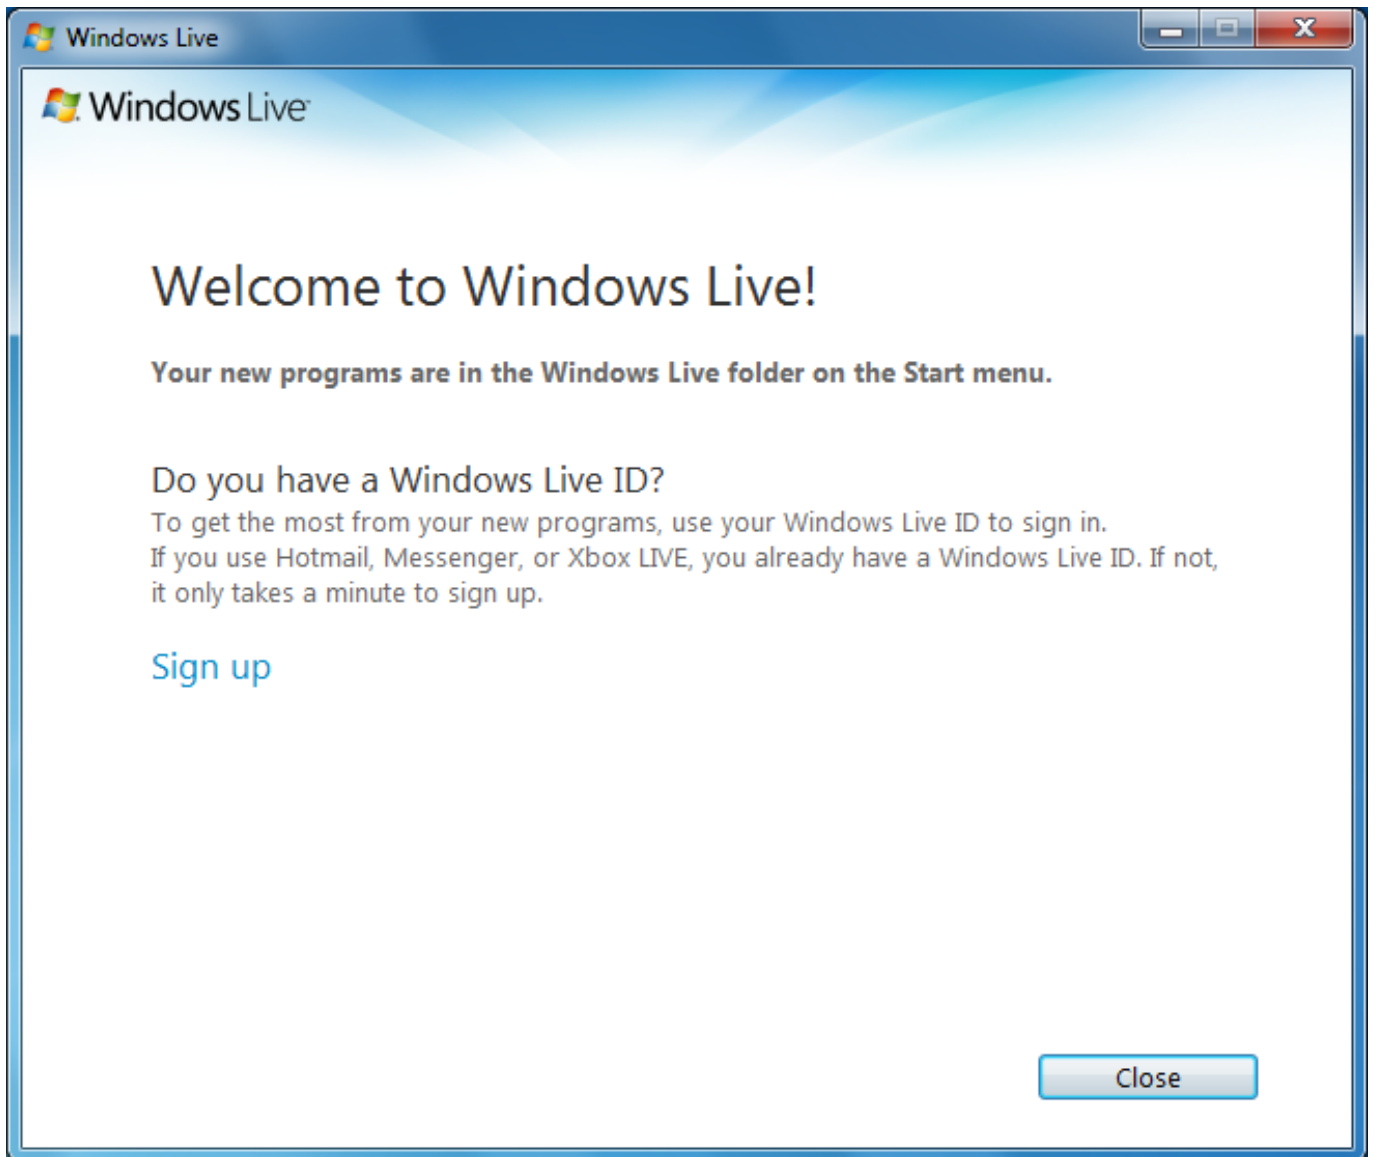 Windows Live
Windows Live
Welcome to Windows Live!
Your new programs are in the Windows Live folder on the Start menu.
Do you have a Windows Live ID?
To get the most from your new programs, use your Windows Live ID to sign in.
If you use Hotmail, Messenger, or Xbox LIVE, you already have a Windows Live ID. If not,
it only takes a minute to sign up.
Sign up
Close